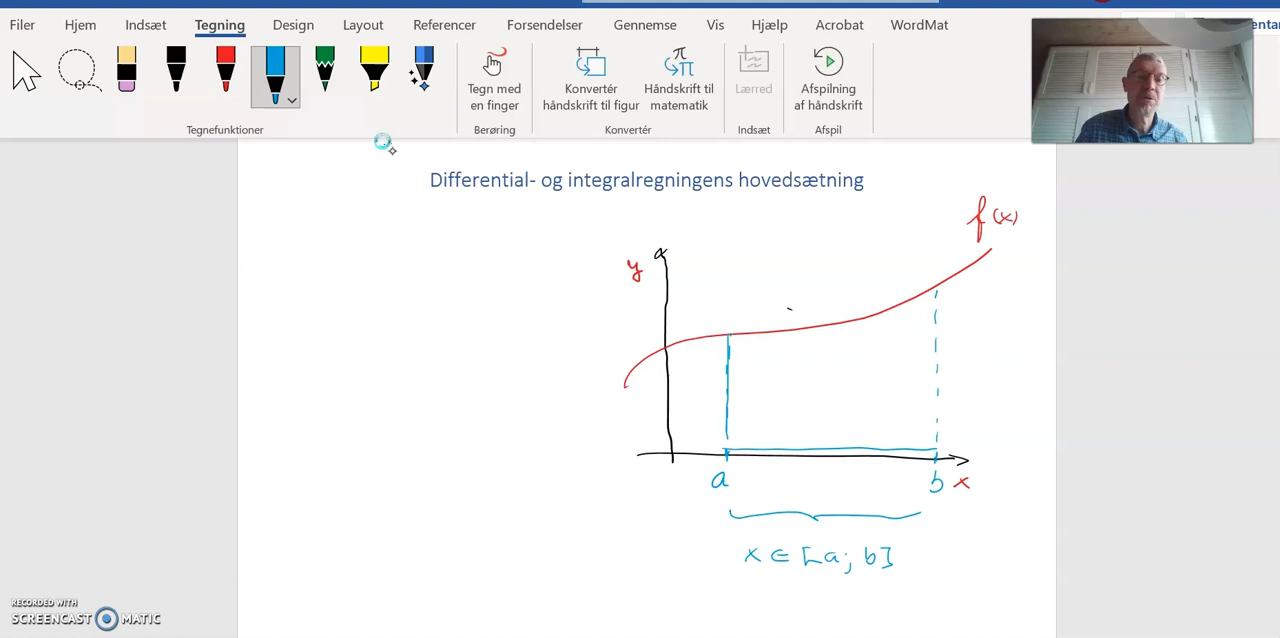 Filer Hjem Indsæt Tegning Design Layout Referencer Forsendelser Gennemse Vis Hjælp Acrobat WordMat
Tegn med en finger
Konvertér håndskrift til figur
Håndskrift til matematik
Lærred
Afspilning af håndskrift
Tegnefunktioner Berøring Konvertér Indsæt Afspil
Differential- og integralregningens hovedsætning
f(x)
y
a b x
x ∈ [a; b]
RECORDED WITH
SCREENCAST MATIC